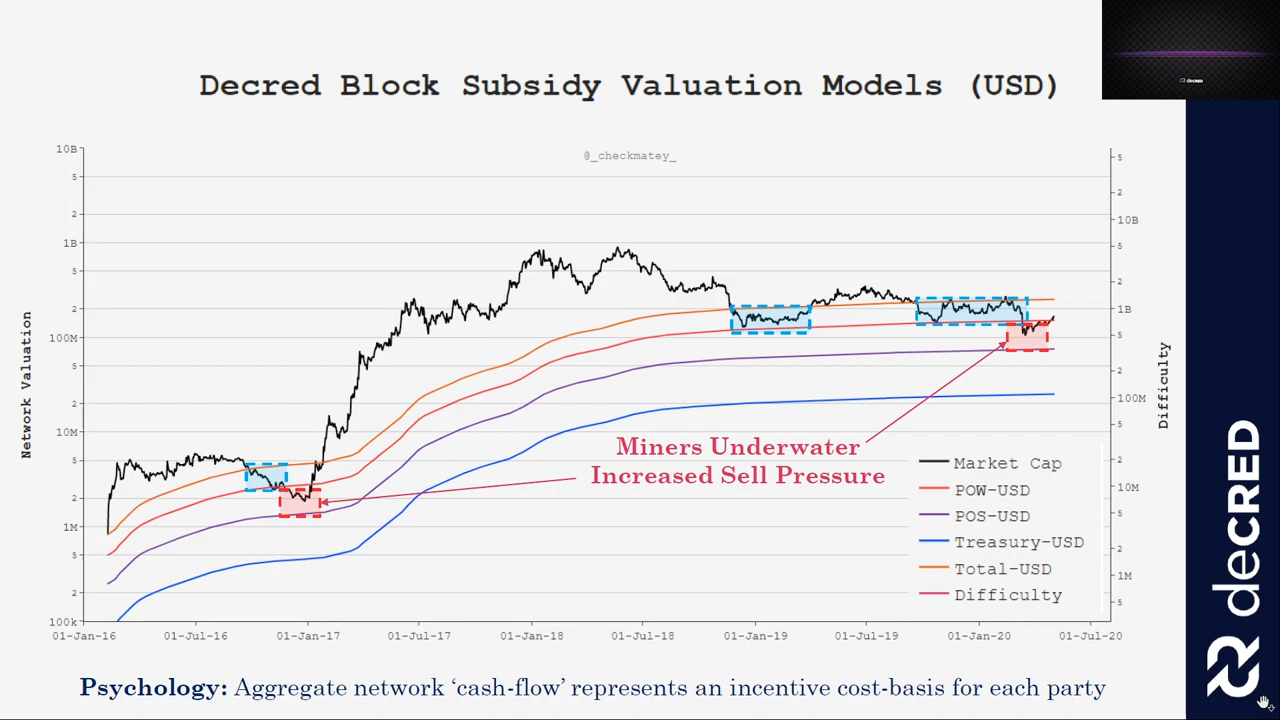 Decred Block Subsidy Valuation Models (USD)
@_checkmatey_
10B
5
2
1B
5
2
100M
5
2
10M
5
2
1M
5
2
100k
Network Valuation
5
2
10B
5
2
1B
5
2
100M
5
2
10M
5
2
1M
5
Difficulty
01-Jan-16
01-Jul-16
01-Jan-17
01-Jul-17
01-Jan-18
01-Jul-18
01-Jan-19
01-Jul-19
01-Jan-20
01-Jul-20
Miners Underwater
Increased Sell Pressure
Market Cap
POW-USD
POS-USD
Treasury-USD
Total-USD
Difficulty
Psychology: Aggregate network ‘cash-flow’ represents an incentive cost-basis for each party
decRED
decRED